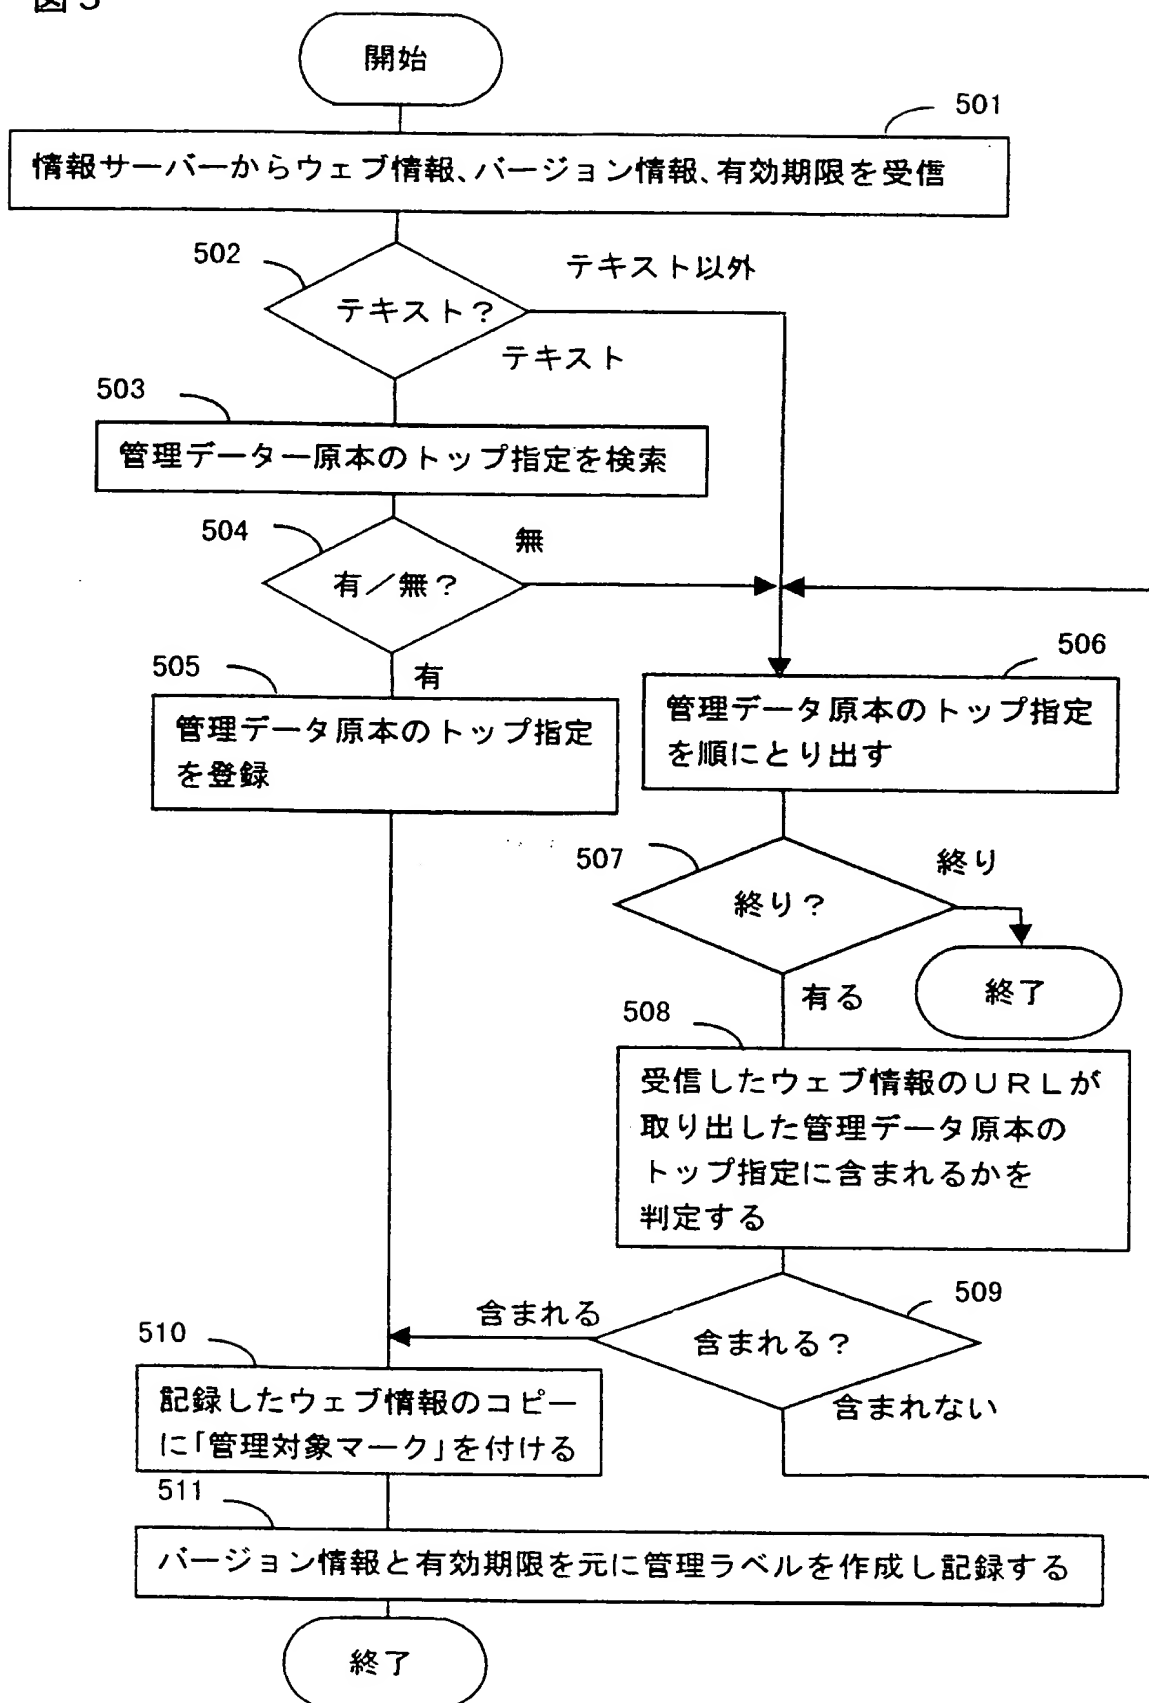 開始
501
情報サーバーからウェブ情報、バージョン情報、有効期限を受信
502
テキスト以外
テキスト?
テキスト
503
管理データー原本のトップ指定を検索
504
無
有/無?
有
505
管理データ原本のトップ指定
を登録
506
管理データ原本のトップ指定
を順にとり出す
507
終り
終り?
終了
有る
508
受信したウェブ情報のURLが
取り出した管理データ原本の
トップ指定に含まれるかを
判定する
509
含まれる
含まれる?
含まれない
510
記録したウェブ情報のコピー
に「管理対象マーク」を付ける
511
バージョン情報と有効期限を元に管理ラベルを作成し記録する
終了